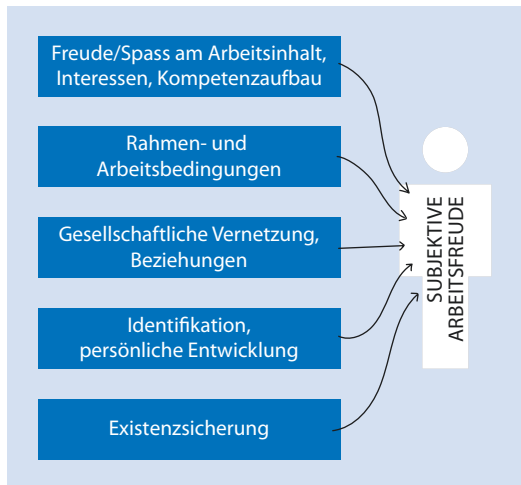 Freude/Spass am Arbeitsinhalt,
Interessen, Kompetenzaufbau
Rahmen- und
Arbeitsbedingungen
Gesellschaftliche Vernetzung,
Beziehungen
Identifikation,
persönliche Entwicklung
Existenzsicherung
SUBJEKTIVE
ARBEITSFREUDE